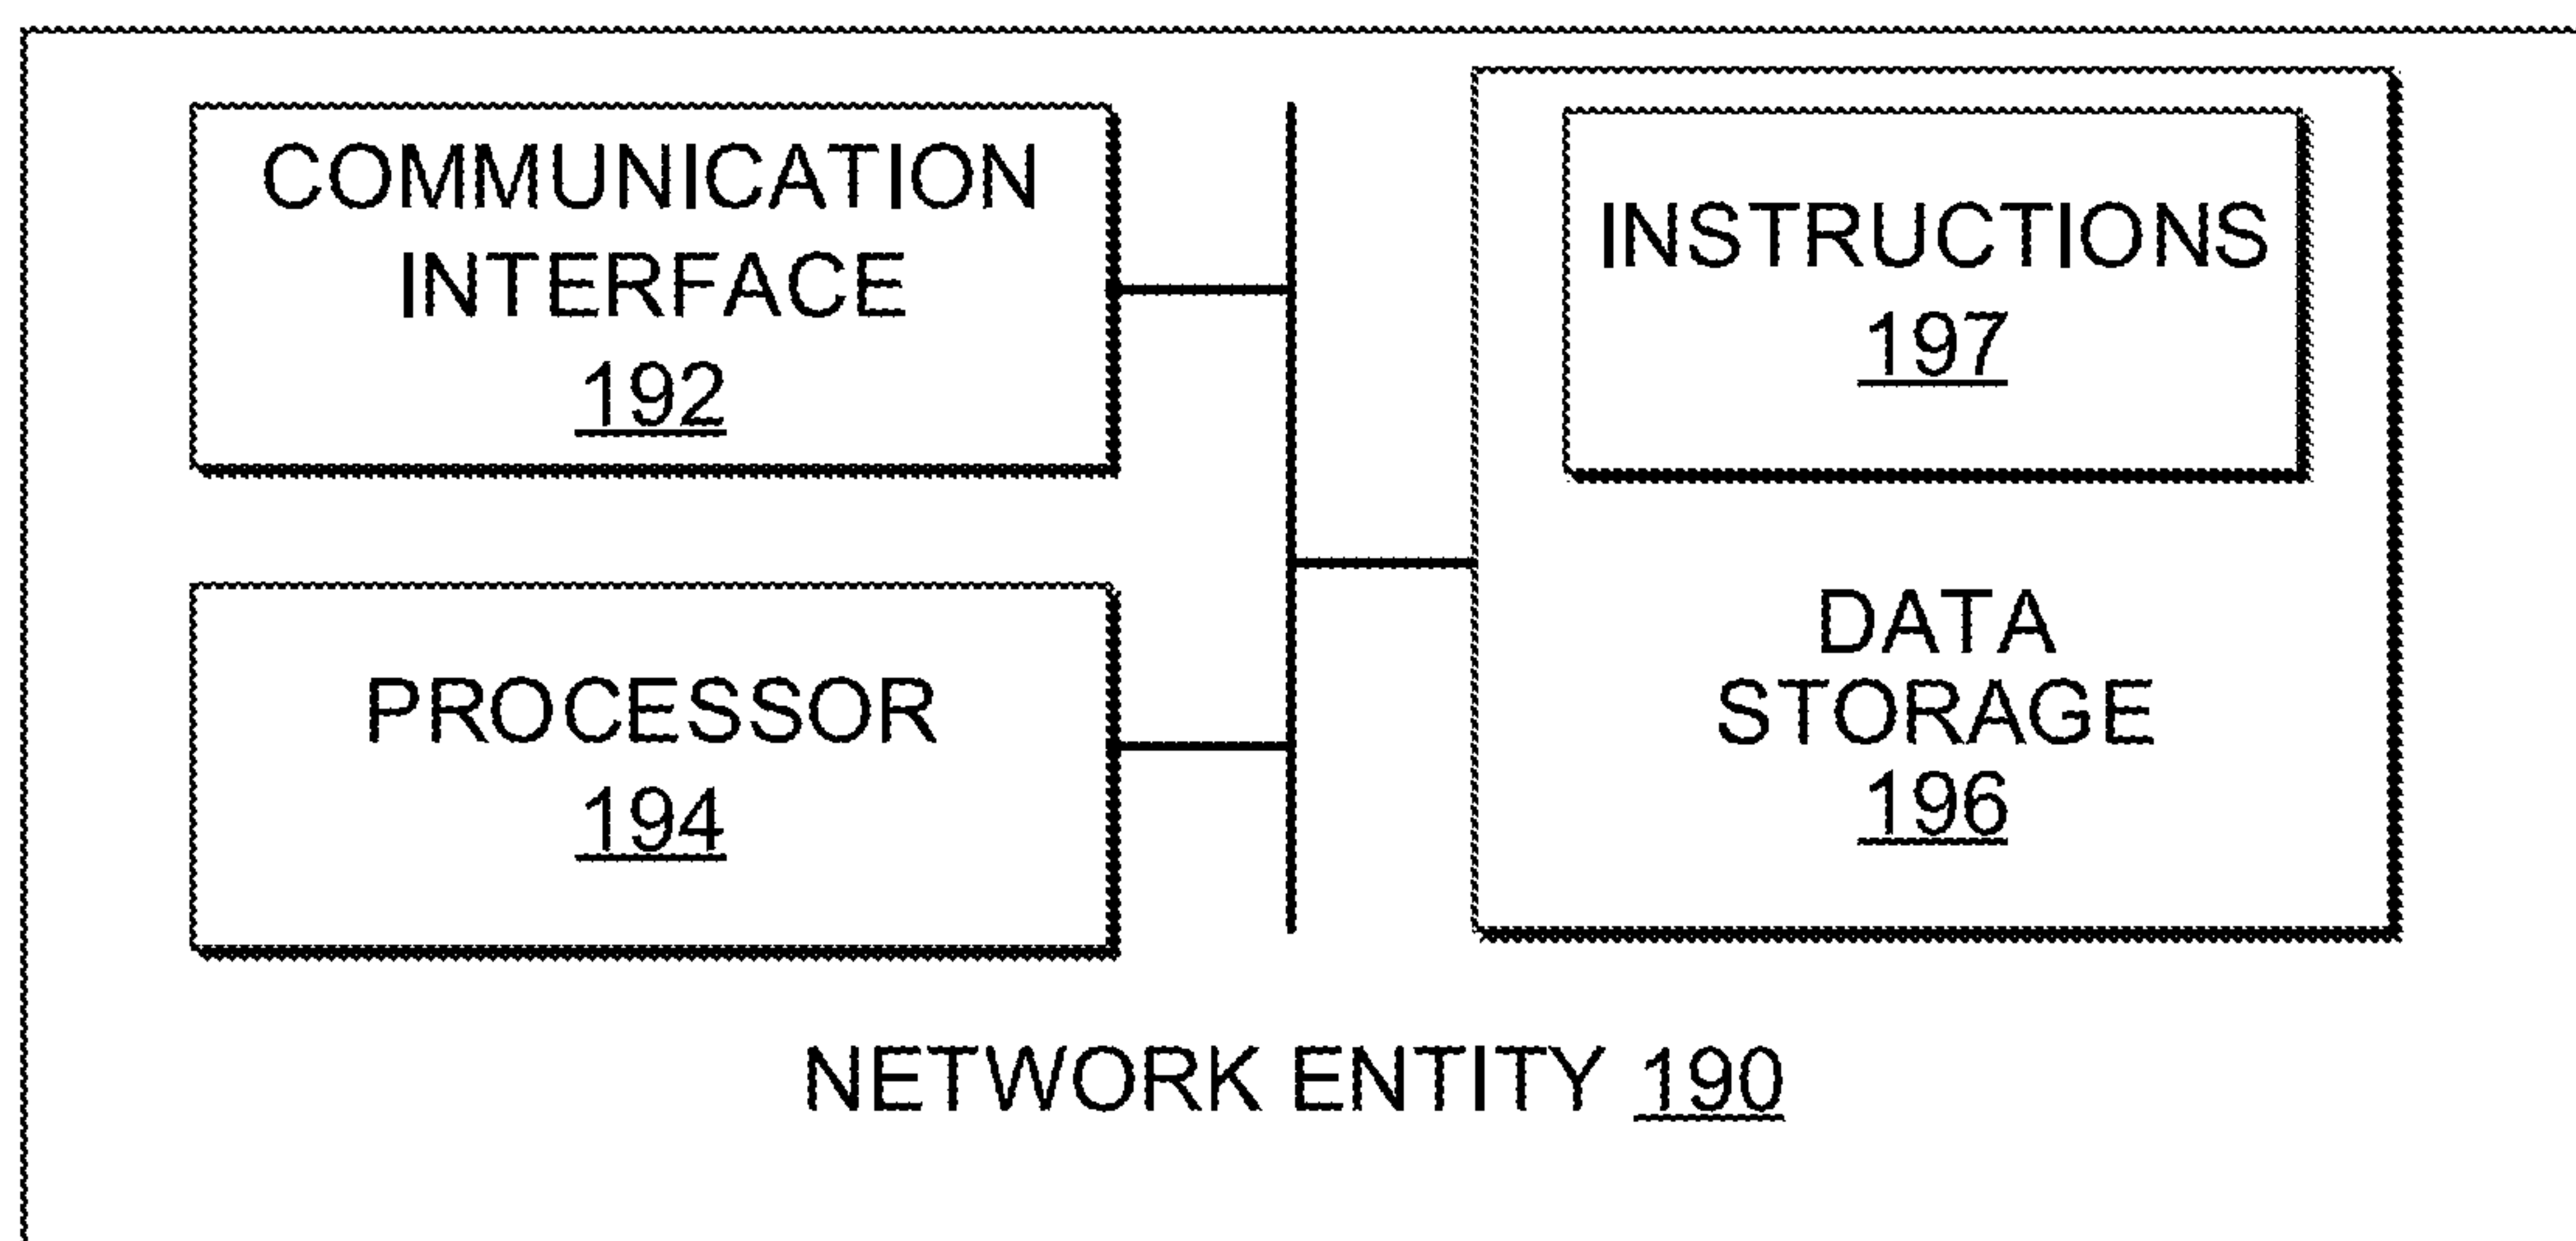 COMMUNICATION
INTERFACE
192
PROCESSOR
194
INSTRUCTIONS
197
DATA
STORAGE
196
NETWORK ENTITY 190